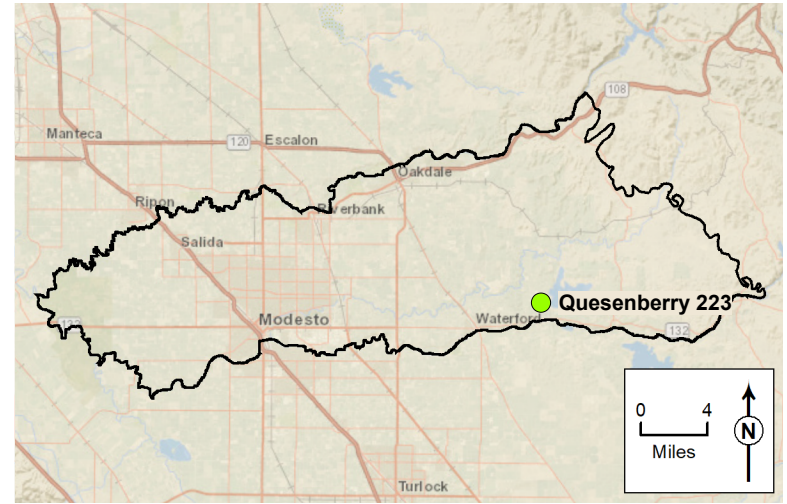 108
Manteca
120
Escalon
Oakdale
Ripon
Riverbank
Salida
Quesenberry 223
132
Modesto
Waterford
132
0 4
Miles
N
Turlock